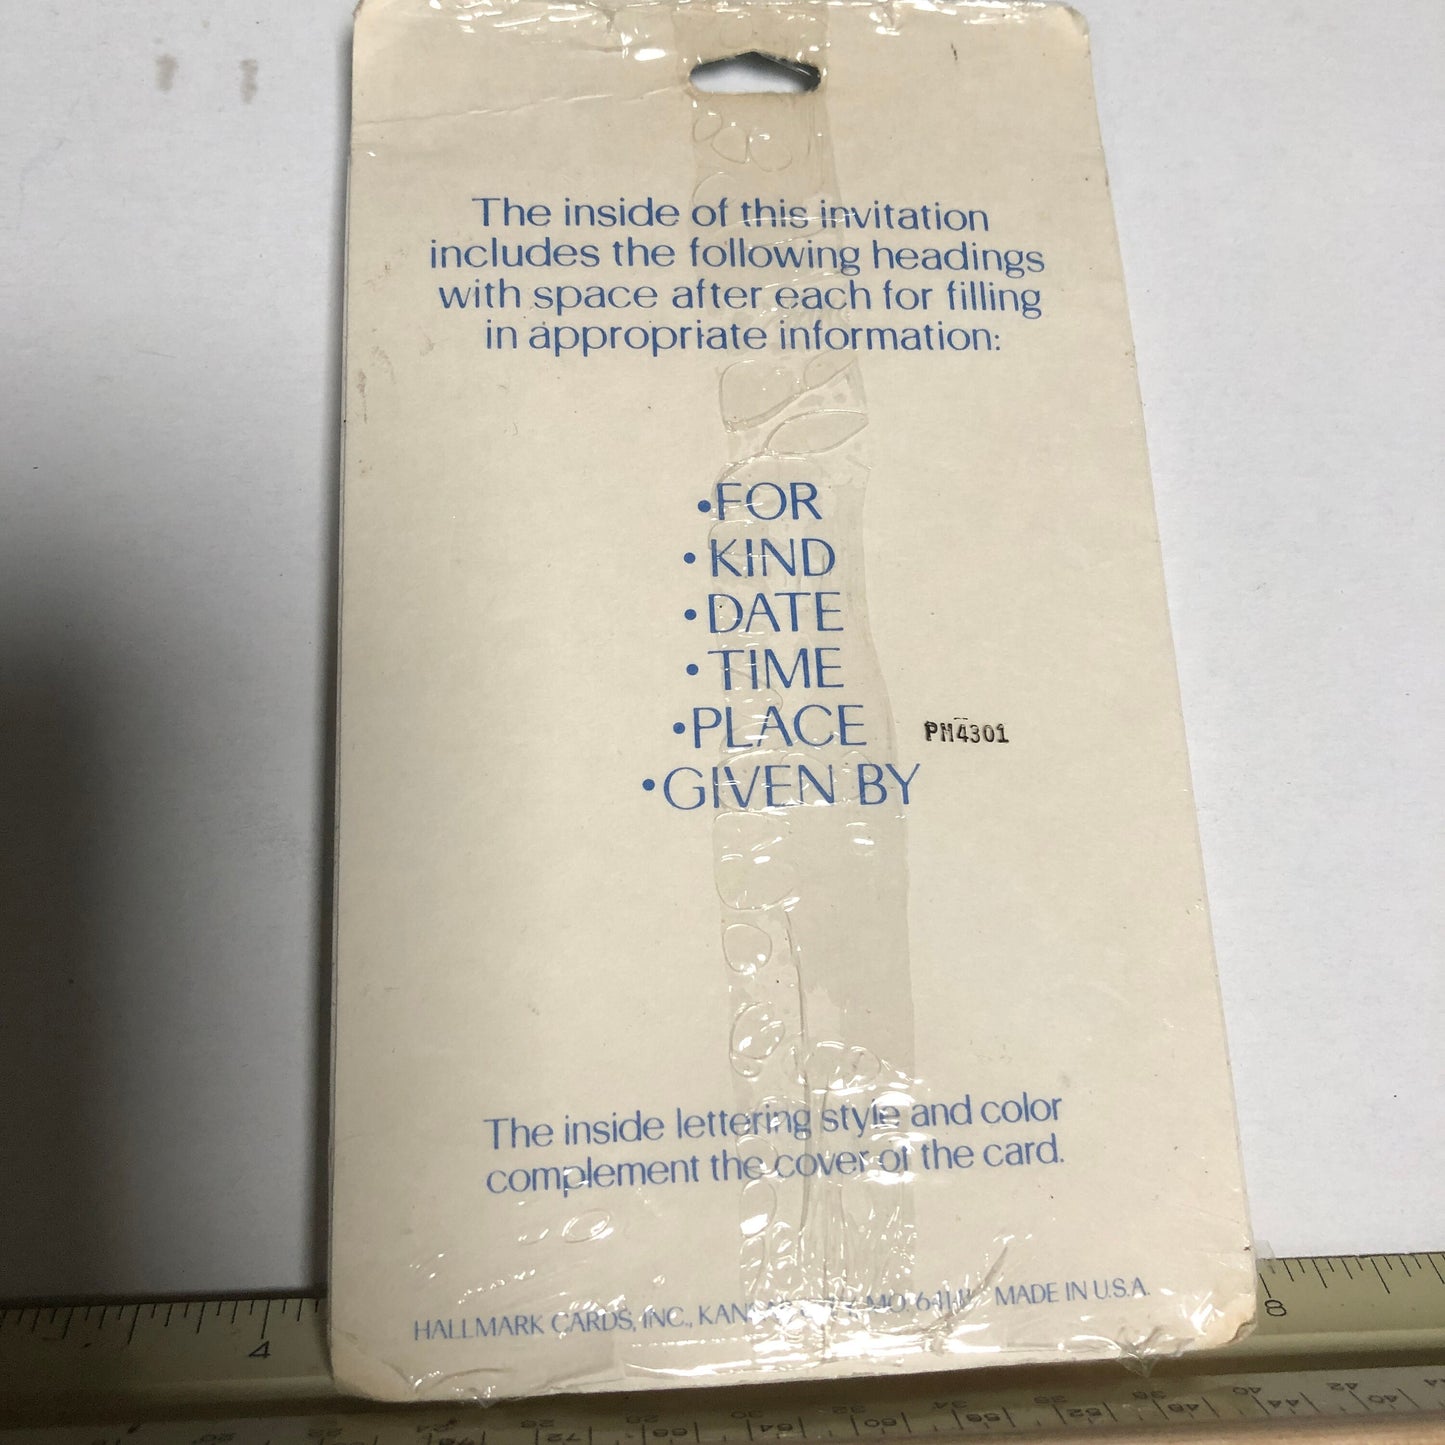 The inside of this invitation
includes the following headings
with space after each for filling
in appropriate information:
•FOR
•KIND
•DATE
•TIME
•PLACE
PM4301
•GIVEN BY
The inside lettering style and color
complement the cover of the card.
HALLMARK CARDS, INC., MO. MADE IN U.S.A.
4
8